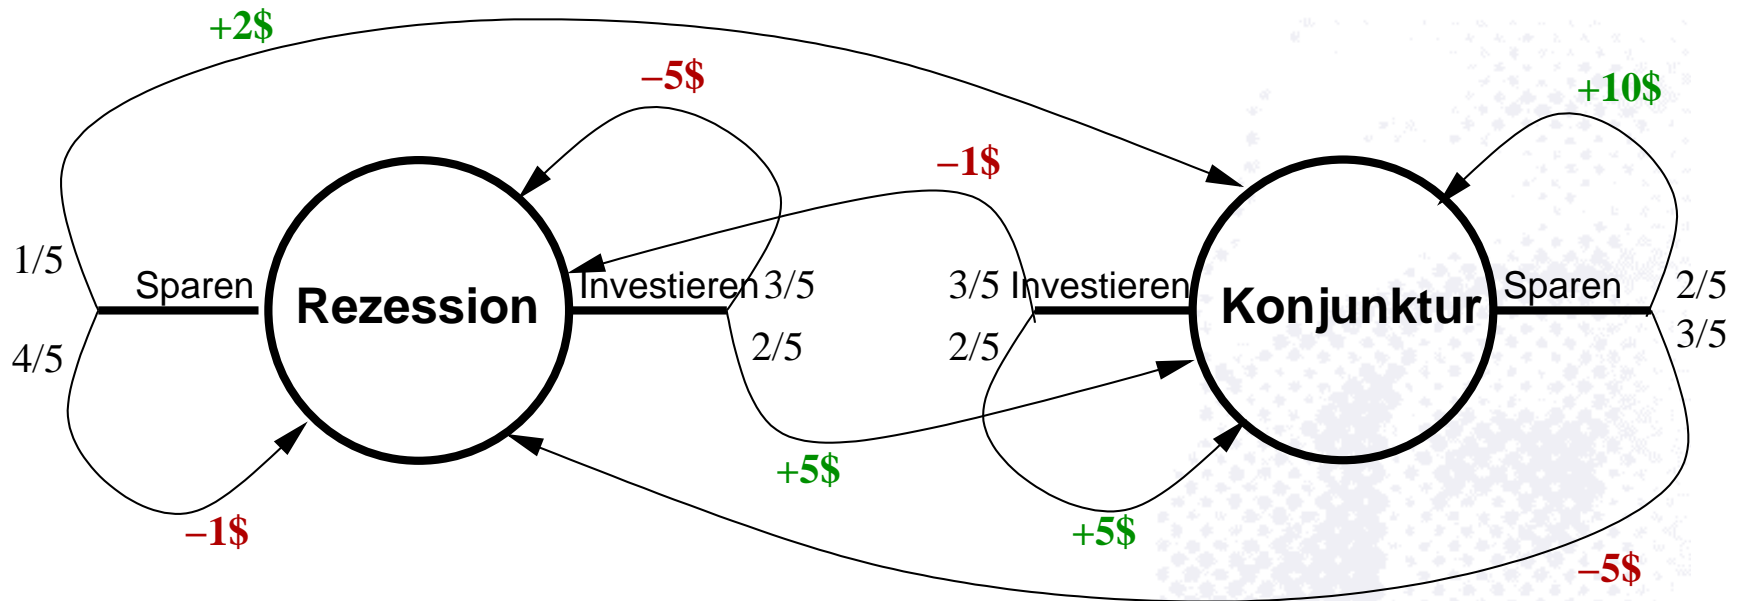 +2$
−5$
+10$
−1$
1/5
Sparen
Investieren
3/5
3/5
Investieren
Sparen
2/5
Rezession
Konjunktur
4/5
2/5
2/5
3/5
+5$
−1$
+5$
−5$